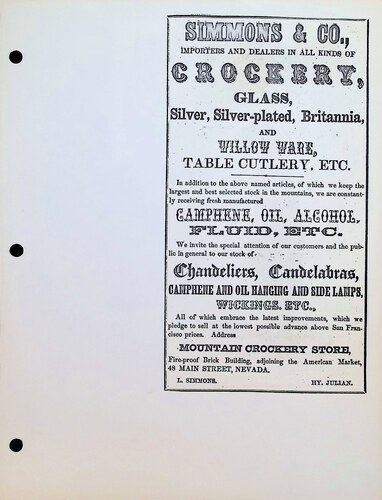 SIMMONS & CO.,
IMPORTERS AND DEALERS IN ALL KINDS OF
CROCKERY,
GLASS,
Silver, Silver-plated, Britannia,
AND
WILLOW WARE,
TABLE CUTLERY, ETC.
In addition to the above named articles, of which we keep the
largest and best selected stock in the mountains, we are constant-
ly receiving fresh manufactured
CAMPHENE, OIL, ALCOHOL,
FLUID, ETC.
We invite the special attention of our customers and the pub-
lic in general to our stock of
Chandeliers, Candelabras,
CAMPHENE AND OIL HANGING AND SIDE LAMPS,
WICKINGS, ETC.,
All of which embrace the latest improvements, which we
pledge to sell at the lowest possible advance above San Fran-
cisco prices. Address
MOUNTAIN CROCKERY STORE,
Fire-proof Brick Building, adjoining the American Market,
48 MAIN STREET, NEVADA.
L. SIMMONS. HY. JULIAN.